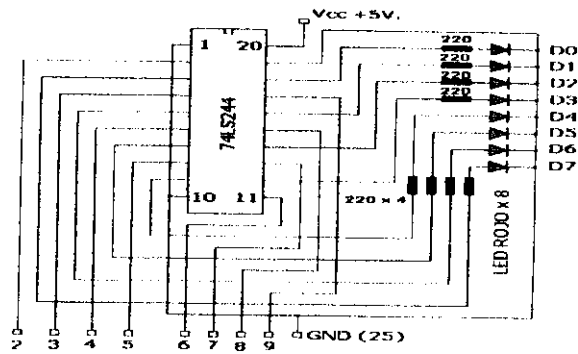 Vcc +5V.
1 20
74LS244
10 11
220 D0
220 D1
220 D2
220 D3
D4
D5
D6
D7
220 x 4
LED ROJO x 8
2 3 4 5 6 7 8 9 GND (25)